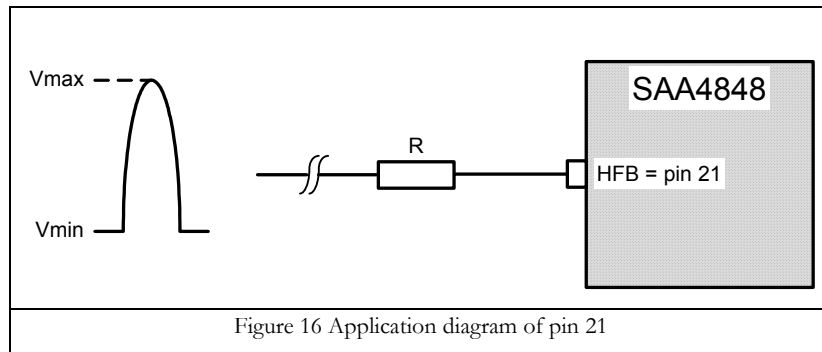 SAA4848
Vmax
R
HFB = pin 21
Vmin
Figure 16 Application diagram of pin 21